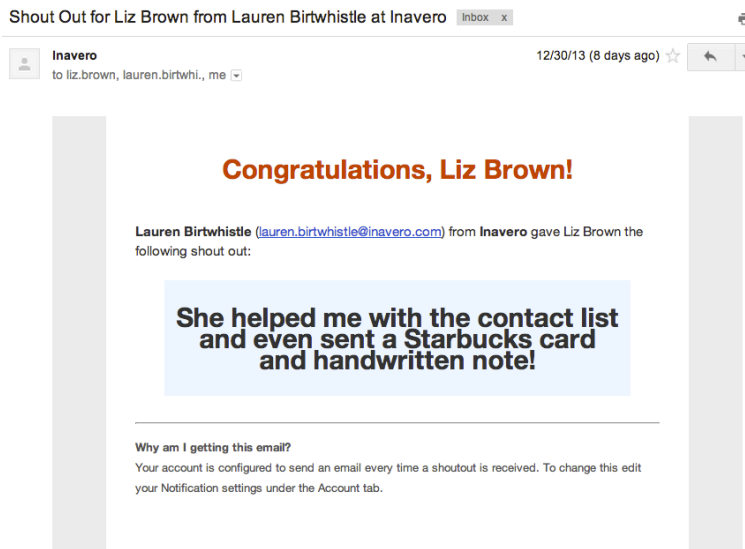 Shout Out for Liz Brown from Lauren Birtwhistle at Inavero Inbox x
Inavero 12/30/13 (8 days ago)
to liz.brown, lauren.birtwhi., me
Congratulations, Liz Brown!
Lauren Birtwhistle (lauren.birtwhistle@inavero.com) from Inavero gave Liz Brown the
following shout out:
She helped me with the contact list
and even sent a Starbucks card
and handwritten note!
Why am I getting this email?
Your account is configured to send an email every time a shoutout is received. To change this edit
your Notification settings under the Account tab.